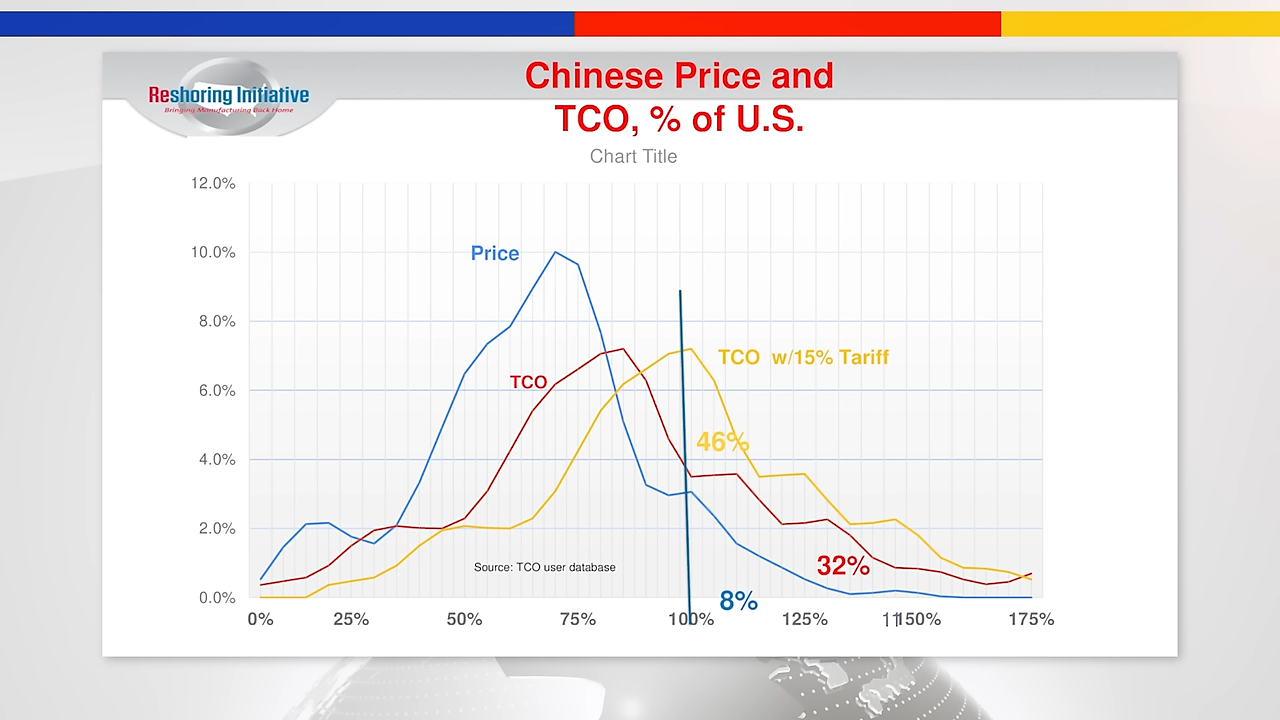 Reshoring Initiative
Bringing Manufacturing Back Home
Chinese Price and
TCO, % of U.S.
Chart Title
12.0%
10.0%
8.0%
6.0%
4.0%
2.0%
0.0%
Price
TCO
TCO w/15% Tariff
46%
32%
8%
Source: TCO user database
0%
25%
50%
75%
100%
125%
11
150%
175%